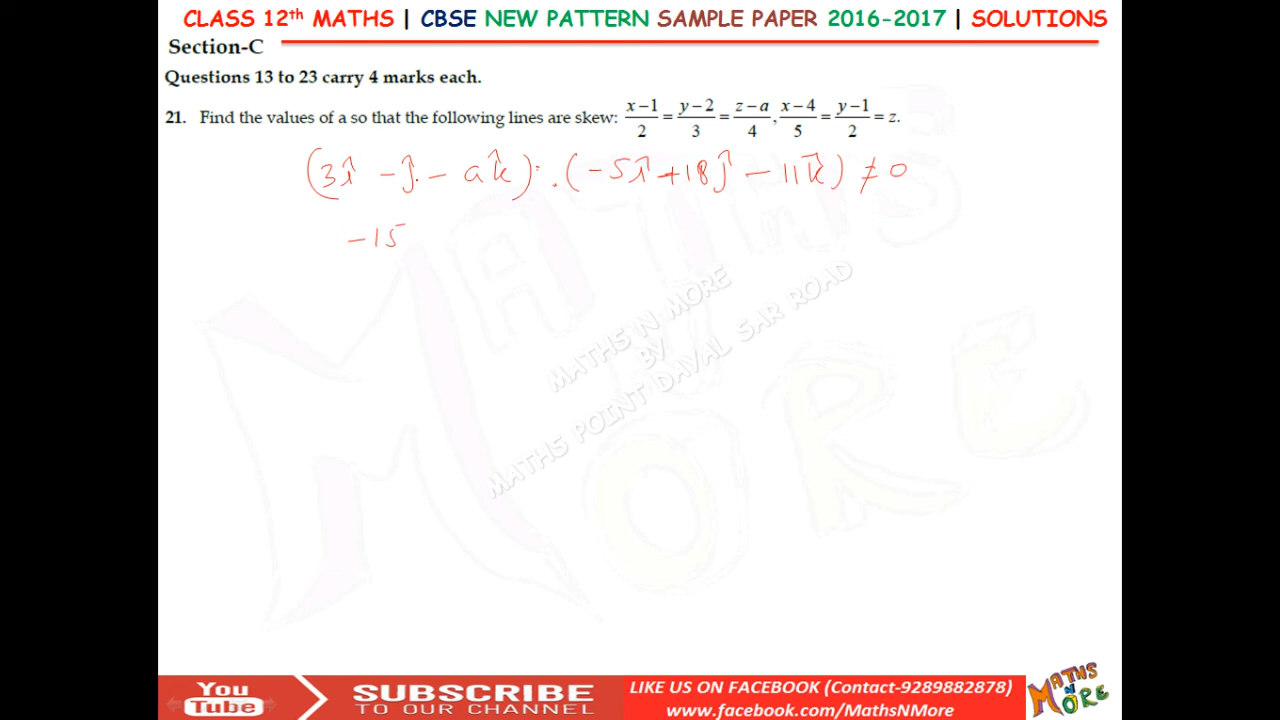 CLASS 12th MATHS | CBSE NEW PATTERN SAMPLE PAPER 2016-2017 | SOLUTIONS
Section-C
Questions 13 to 23 carry 4 marks each.
21. Find the values of a so that the following lines are skew: (x−1)/2 = (y−2)/3 = (z−a)/4, (x−4)/5 = (y−1)/2 = z.
(3î − ĵ − ak̂) · (−5î + 18ĵ − 11k̂) ≠ 0
−15
MATHS N MORE
BY
MATHS POINT DAYAL SAR ROAD
MATHS
N
MORE
You Tube
SUBSCRIBE
TO OUR CHANNEL
LIKE US ON FACEBOOK (Contact-9289882878)
www.facebook.com/MathsNMore
MATHS
N
MORE